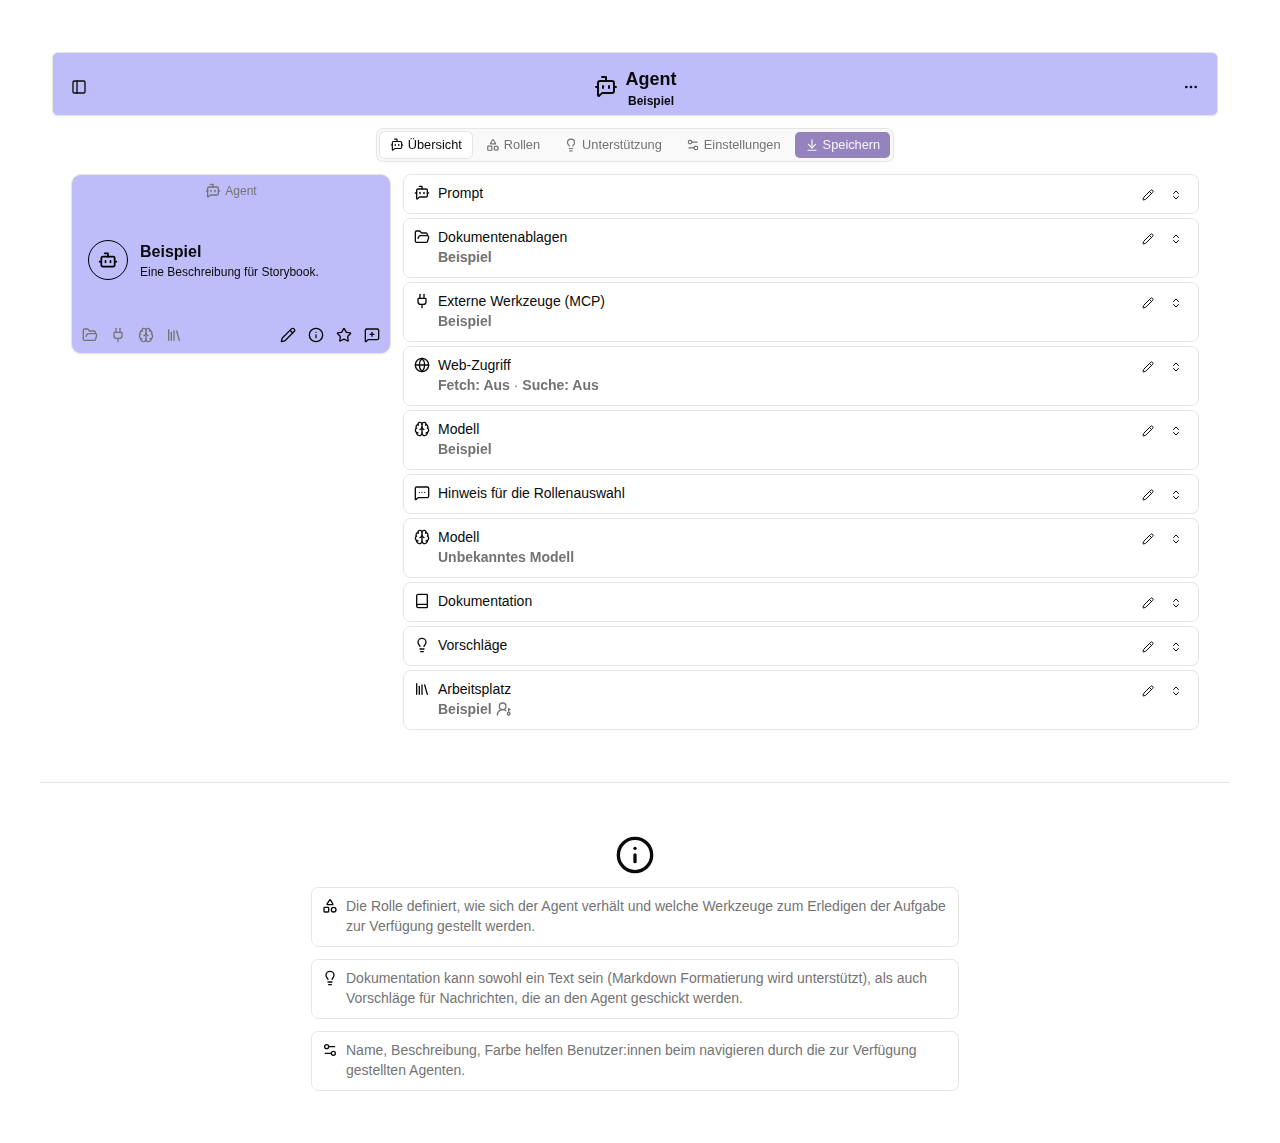 Agent
Beispiel
Übersicht
Rollen
Unterstützung
Einstellungen
Speichern
Agent
Beispiel
Eine Beschreibung für Storybook.
Prompt
Dokumentenablagen
Beispiel
Externe Werkzeuge (MCP)
Beispiel
Web-Zugriff
Fetch: Aus · Suche: Aus
Modell
Beispiel
Hinweis für die Rollenauswahl
Modell
Unbekanntes Modell
Dokumentation
Vorschläge
Arbeitsplatz
Beispiel
Die Rolle definiert, wie sich der Agent verhält und welche Werkzeuge zum Erledigen der Aufgabe
zur Verfügung gestellt werden.
Dokumentation kann sowohl ein Text sein (Markdown Formatierung wird unterstützt), als auch
Vorschläge für Nachrichten, die an den Agent geschickt werden.
Name, Beschreibung, Farbe helfen Benutzer:innen beim navigieren durch die zur Verfügung
gestellten Agenten.